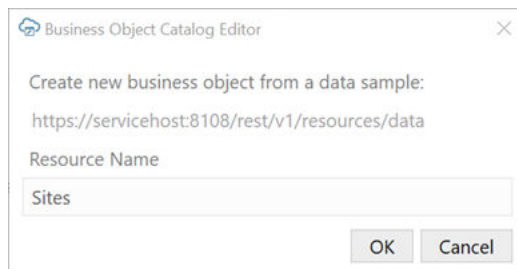 Business Object Catalog Editor
Create new business object from a data sample:
https://servicehost:8108/rest/v1/resources/data
Resource Name
Sites
OK Cancel